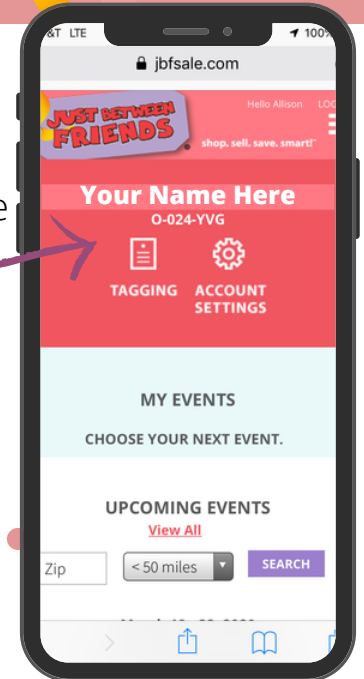 &T LTE
100%
jbfsale.com
Hello Allison LOG
JUST BETWEEN
FRIENDS
shop. sell. save. smart!
Your Name Here
O-024-YVG
TAGGING
ACCOUNT
SETTINGS
MY EVENTS
CHOOSE YOUR NEXT EVENT.
UPCOMING EVENTS
View All
Zip
< 50 miles
SEARCH
e